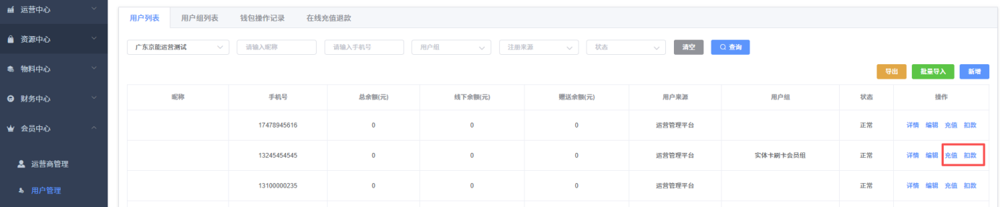 运营中心
资源中心
物料中心
财务中心
会员中心
运营商管理
用户管理
用户列表 用户组列表 钱包操作记录 在线充值退款
广东京能运营测试 请输入昵称 请输入手机号 用户组 注册来源 状态 清空 查询
导出 批量导入 新增
昵称 手机号 总余额(元) 线下余额(元) 赠送余额(元) 用户来源 用户组 状态 操作
17478945616 0 0 0 运营管理平台 正常 详情 编辑 充值 扣款
13245454545 0 0 0 运营管理平台 实体卡刷卡会员组 正常 详情 编辑 充值 扣款
13100000235 0 0 0 运营管理平台 正常 详情 编辑 充值 扣款